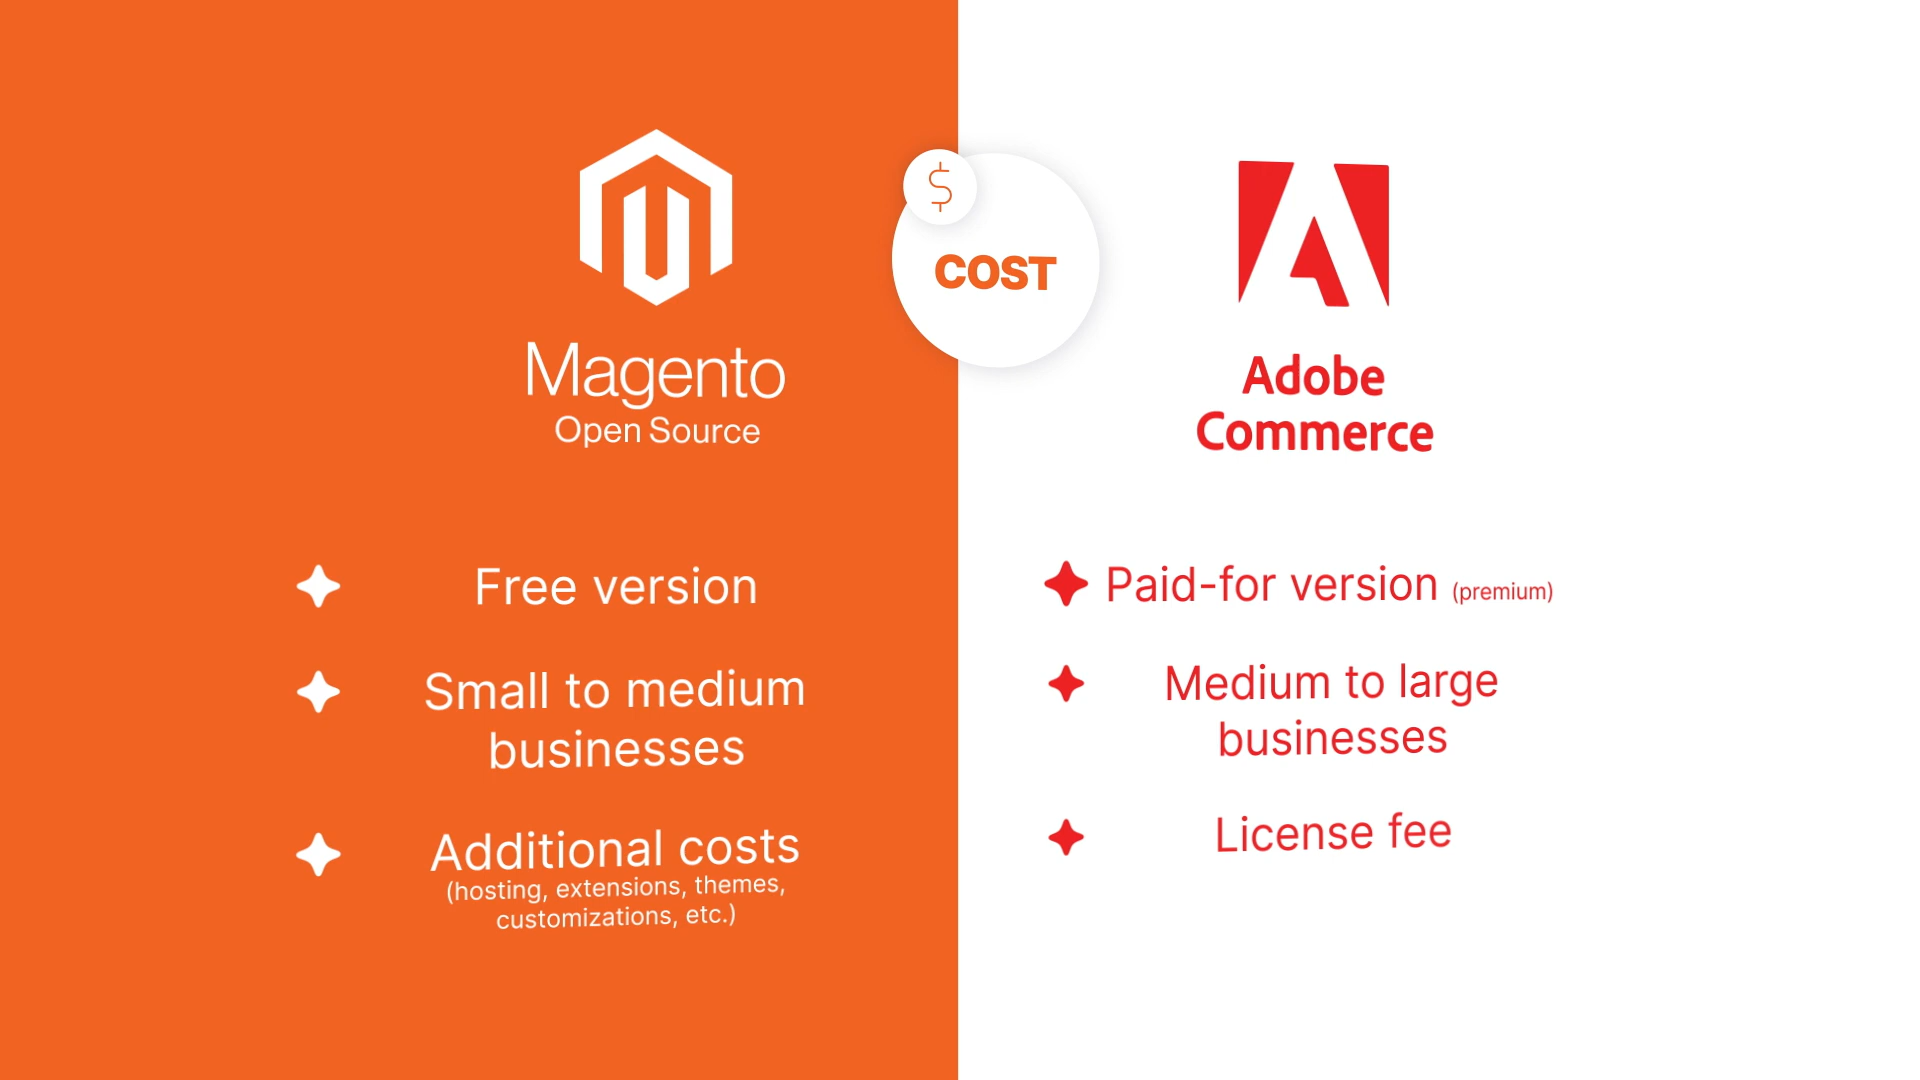 $
COST
Magento
Open Source
Free version
Small to medium
businesses
Additional costs
(hosting, extensions, themes,
customizations, etc.)
Adobe
Commerce
Paid-for version (premium)
Medium to large
businesses
License fee